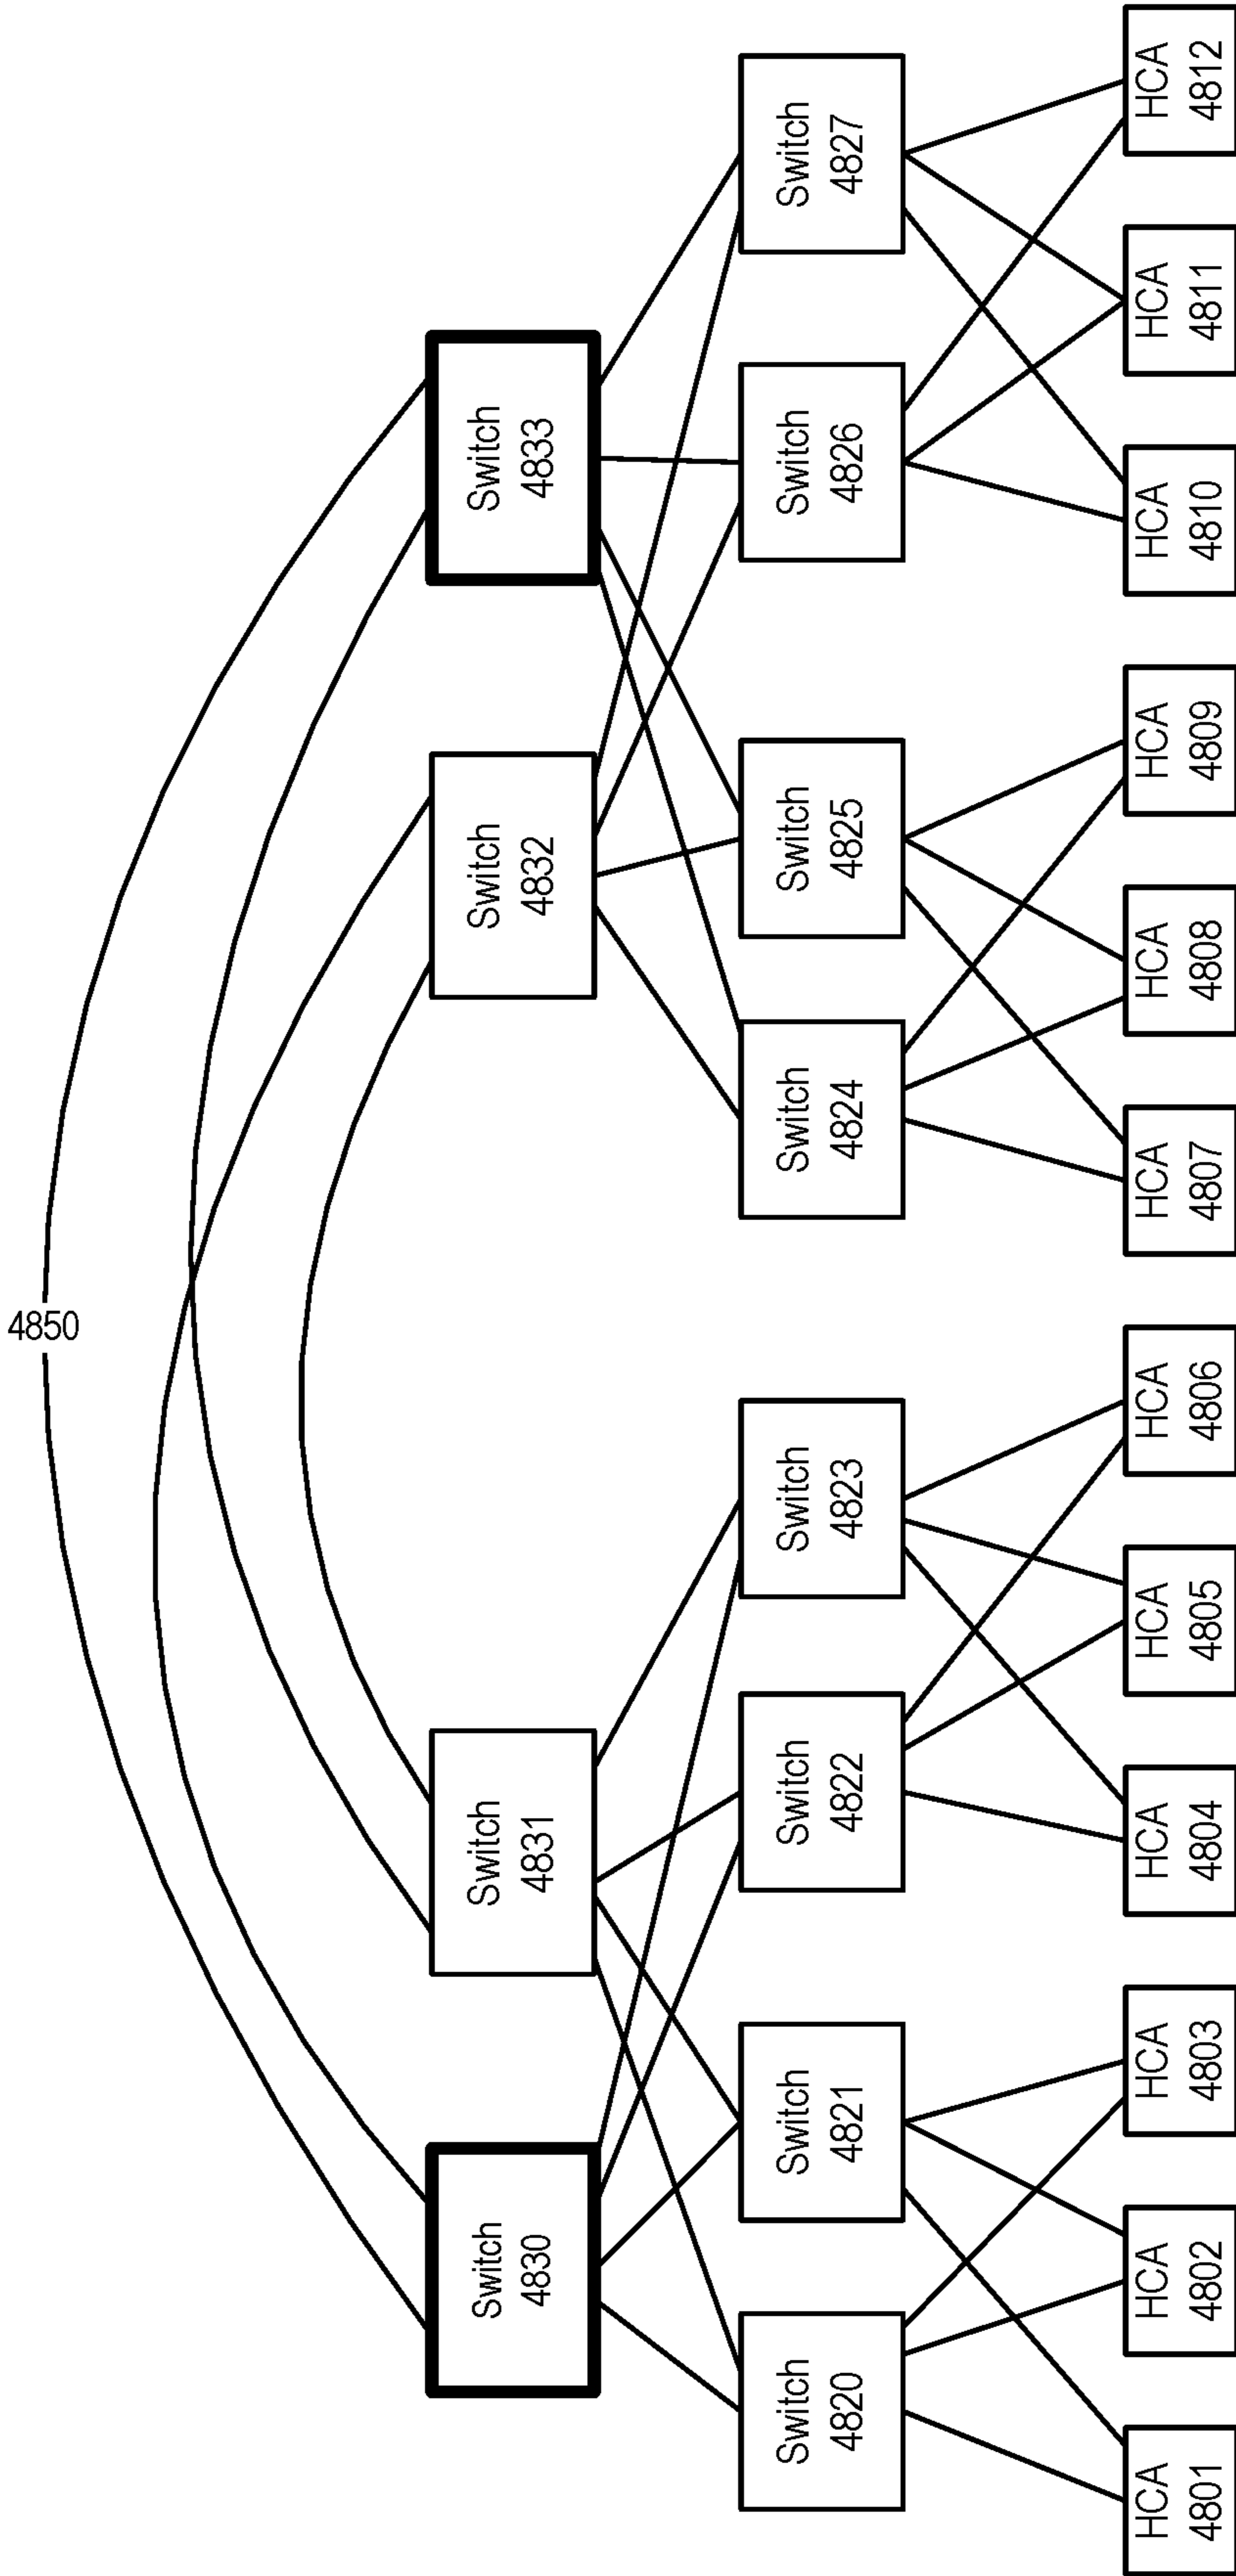 4850
Switch
4830
Switch
4831
Switch
4832
Switch
4833
Switch
4820
Switch
4821
Switch
4822
Switch
4823
Switch
4824
Switch
4825
Switch
4826
Switch
4827
HCA
4801
HCA
4802
HCA
4803
HCA
4804
HCA
4805
HCA
4806
HCA
4807
HCA
4808
HCA
4809
HCA
4810
HCA
4811
HCA
4812